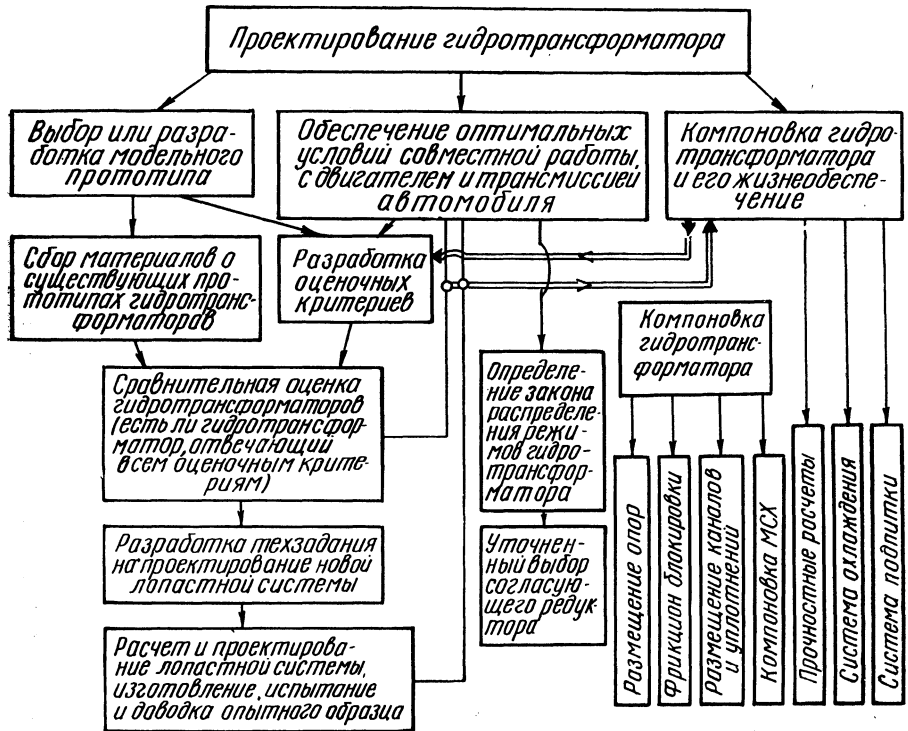 Проектирование гидротрансформатора
Выбор или разра-
ботка модельного
прототипа
Обеспечение оптимальных
условий совместной работы,
с двигателем и трансмиссией
автомобиля
Компоновка гидро-
трансформатора
и его жизнеобеспе-
чение
Сбор материалов о
существующих про-
тотипах гидротранс-
форматорав
Разработка
оценочных
критериев
Компоновка
гидротранс-
форматора
Сравнительная оценка
гидротрансформаторов
(есть ли гидротрансфор-
матор, отвечающий
всем оценочным крите-
риям)
Определе-
ние закона
распределе-
ния режи-
мов гидро-
трансфор-
матора
Разработка техзадания
на проектирование новой
лопастной системы
Уточнен-
ный выбор
согласую-
щего редук-
тора
Расчет и проектирова-
ние лопастной системы,
изготовление, испытание
и даводка опытного образца
Размещение опор
Фрикцион блокировки
Размещение каналов
и уплотнений
Компоновка МСХ
Прочностные расчеты
Система охлаждения
Система подпитки